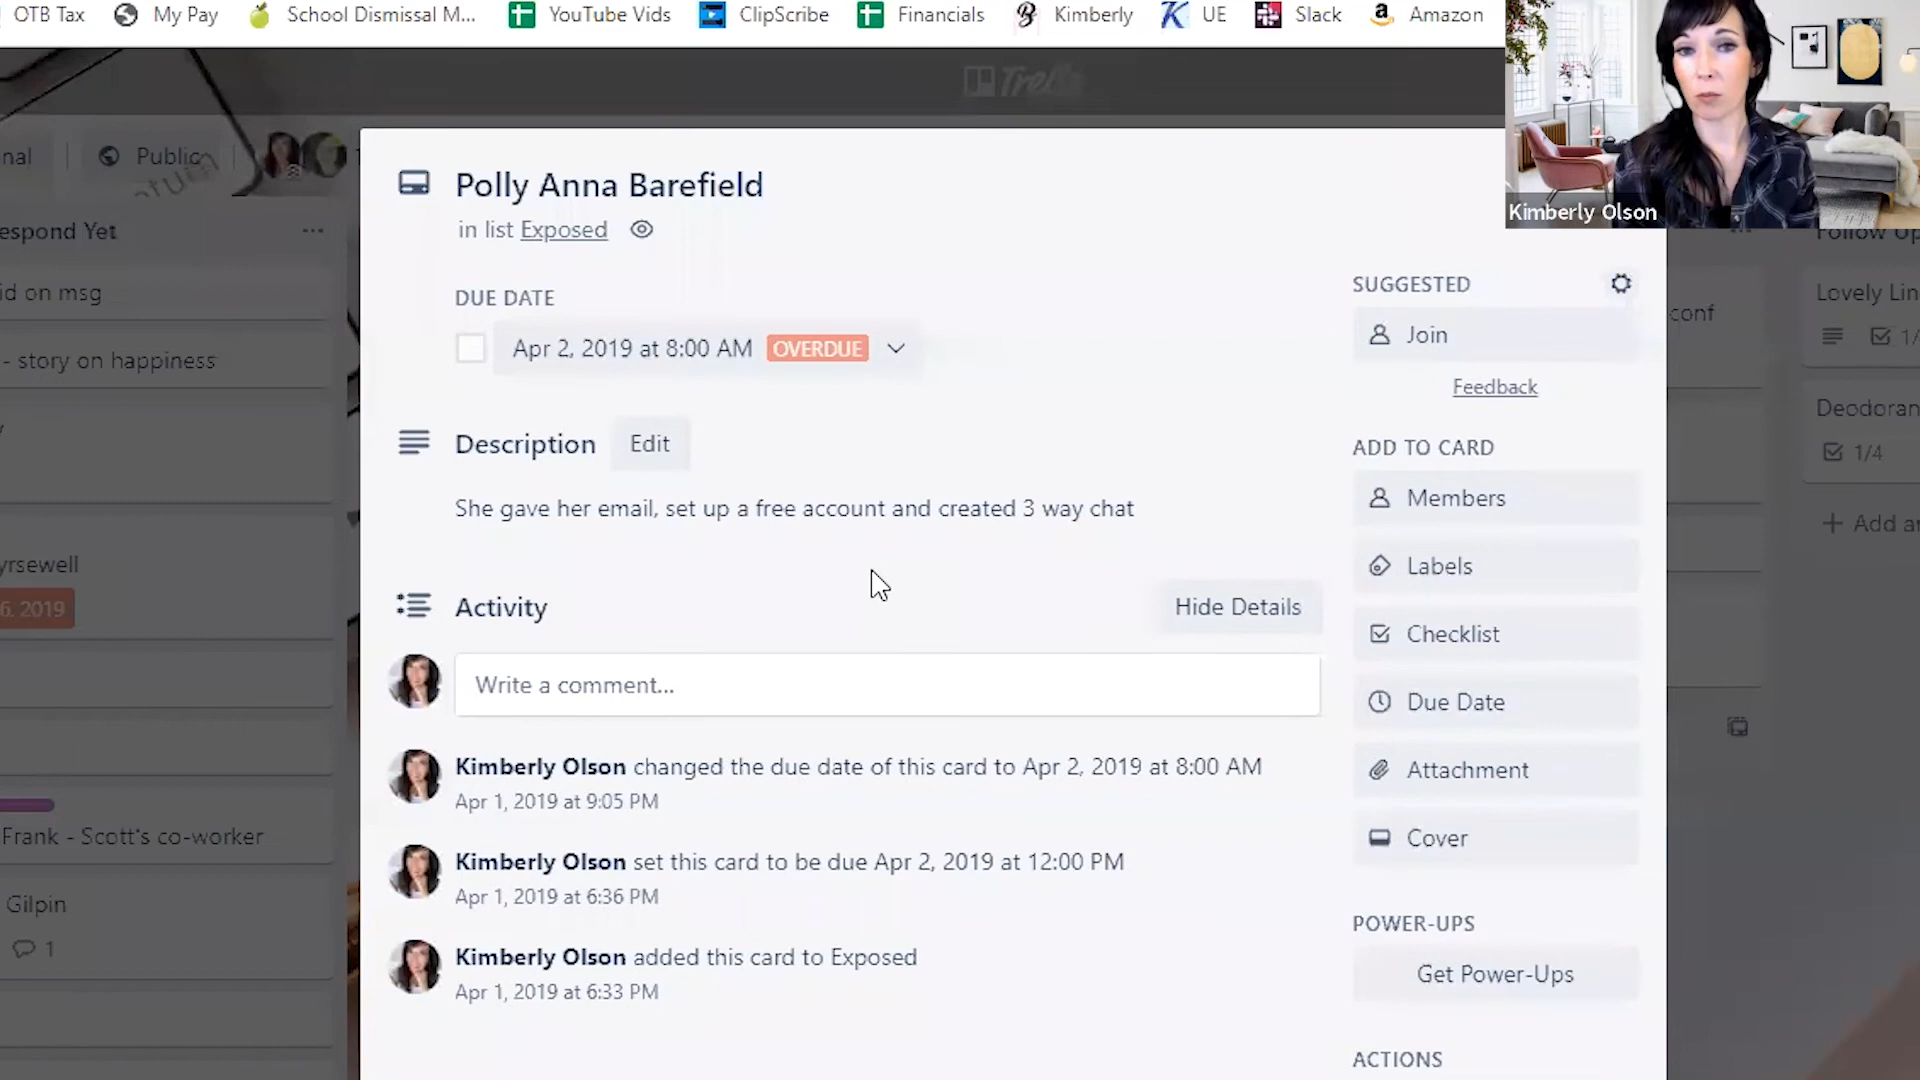 OTB Tax
My Pay
School Dismissal M...
YouTube Vids
ClipScribe
Financials
Kimberly
UE
Slack
Amazon
Trello
nal
Public
Kimberly Olson
espond Yet
id on msg
- story on happiness
yrsewell
6, 2019
Frank - Scott's co-worker
Gilpin
1
Polly Anna Barefield
in list Exposed
DUE DATE
Apr 2, 2019 at 8:00 AM OVERDUE
Description Edit
She gave her email, set up a free account and created 3 way chat
Activity
Hide Details
Write a comment...
Kimberly Olson changed the due date of this card to Apr 2, 2019 at 8:00 AM
Apr 1, 2019 at 9:05 PM
Kimberly Olson set this card to be due Apr 2, 2019 at 12:00 PM
Apr 1, 2019 at 6:36 PM
Kimberly Olson added this card to Exposed
Apr 1, 2019 at 6:33 PM
SUGGESTED
Join
Feedback
ADD TO CARD
Members
Labels
Checklist
Due Date
Attachment
Cover
POWER-UPS
Get Power-Ups
ACTIONS
conf
Follow Up
Lovely Lin
1/
Deodoran
1/4
+ Add a